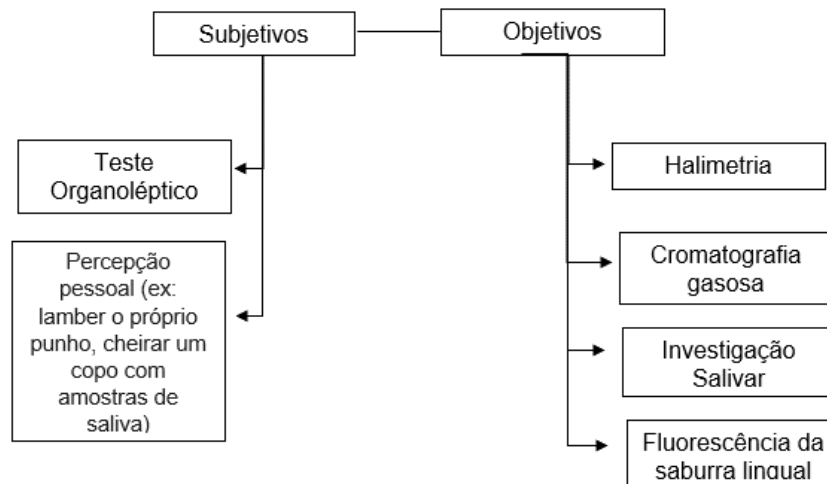 Subjetivos
Objetivos
Teste
Organoléptico
Percepção
pessoal (ex:
lamber o próprio
punho, cheirar um
copo com
amostras de
saliva)
Halimetria
Cromatografia
gasosa
Investigação
Salivar
Fluorescência da
saburra lingual